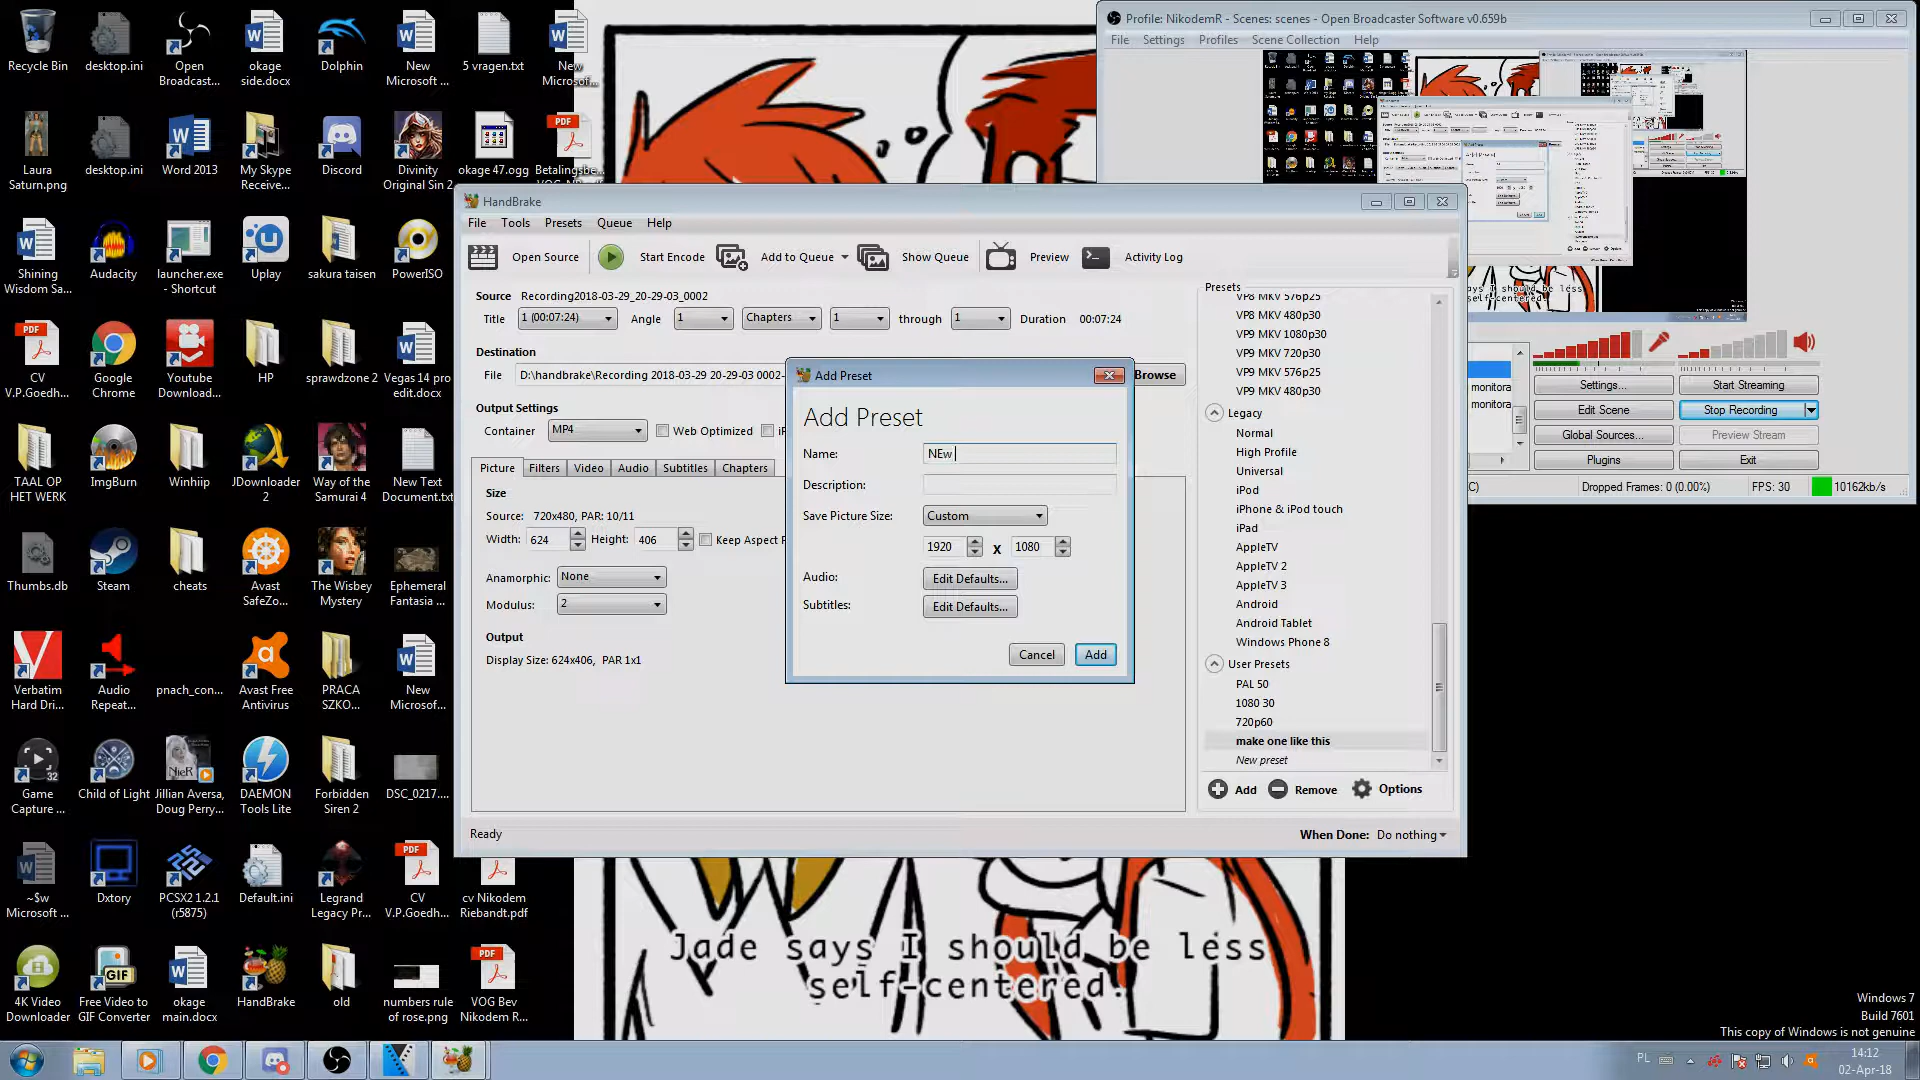 Recycle Bin
desktop.ini
Open Broadcast...
okage side.docx
Dolphin
New Microsoft ...
5 vragen.txt
New Microsof...
Laura Saturn.png
desktop.ini
Word 2013
My Skype Receive...
Discord
Divinity Original Sin 2
okage 47.ogg
Betalingsbe...
Shining Wisdom Sa...
Audacity
launcher.exe - Shortcut
Uplay
sakura taisen
PowerISO
CV V.P.Goedh...
Google Chrome
Youtube Download...
HP
sprawdzone 2
Vegas 14 pro edit.docx
TAAL OP HET WERK
ImgBurn
Winhiip
JDownloader 2
Way of the Samurai 4
New Text Document.txt
Thumbs.db
Steam
cheats
Avast SafeZo...
The Wisbey Mystery
Ephemeral Fantasia ...
Verbatim Hard Dri...
Audio Repeat...
pnach_con...
Avast Free Antivirus
PRACA SZKO...
New Microsof...
Game Capture ...
Child of Light
Jillian Aversa, Doug Perry...
DAEMON Tools Lite
Forbidden Siren 2
DSC_0217....
~$w Microsoft ...
Dxtory
PCSX2 1.2.1 (r5875)
Default.ini
Legrand Legacy Pr...
CV V.P.Goedh...
cv Nikodem Riebandt.pdf
4K Video Downloader
Free Video to GIF Converter
okage main.docx
HandBrake
old
numbers rule of rose.png
VOG Bev Nikodem R...
Profile: NikodemR - Scenes: scenes - Open Broadcaster Software v0.659b
File Settings Profiles Scene Collection Help
monitora
monitora
Settings...
Start Streaming
Edit Scene
Stop Recording
Global Sources...
Preview Stream
Plugins
Exit
Dropped Frames: 0 (0.00%)
FPS: 30
10162kb/s
HandBrake
File Tools Presets Queue Help
Open Source
Start Encode
Add to Queue
Show Queue
Preview
Activity Log
Source Recording2018-03-29_20-29-03_0002
Title 1 (00:07:24) Angle 1 Chapters 1 through 1 Duration 00:07:24
Destination
File D:\handbrake\Recording 2018-03-29 20-29-03 0002-
Browse
Output Settings
Container MP4 Web Optimized
Picture Filters Video Audio Subtitles Chapters
Size
Source: 720x480, PAR: 10/11
Width: 624 Height: 406 Keep Aspect
Anamorphic: None
Modulus: 2
Output
Display Size: 624x406, PAR 1x1
Ready
When Done: Do nothing
Add Preset
Add Preset
Name: NEw
Description:
Save Picture Size: Custom
1920 x 1080
Audio: Edit Defaults...
Subtitles: Edit Defaults...
Cancel Add
Presets
VP8 MKV 576p25
VP8 MKV 480p30
VP9 MKV 1080p30
VP9 MKV 720p30
VP9 MKV 576p25
VP9 MKV 480p30
Legacy
Normal
High Profile
Universal
iPod
iPhone & iPod touch
iPad
AppleTV
AppleTV 2
AppleTV 3
Android
Android Tablet
Windows Phone 8
User Presets
PAL 50
1080 30
720p60
make one like this
New preset
Add Remove Options
Jade says I should be less
self-centered.
Windows 7
Build 7601
This copy of Windows is not genuine
PL
14:12
02-Apr-18